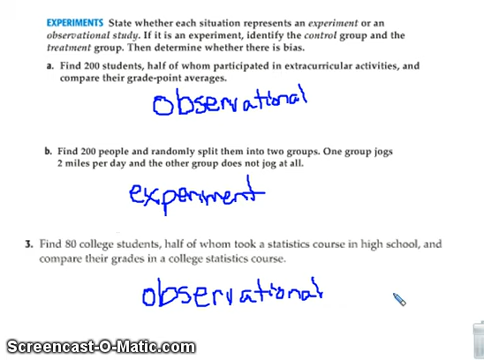 EXPERIMENTS State whether each situation represents an experiment or an
observational study. If it is an experiment, identify the control group and the
treatment group. Then determine whether there is bias.
a. Find 200 students, half of whom participated in extracurricular activities, and
compare their grade-point averages.
observational
b. Find 200 people and randomly split them into two groups. One group jogs
2 miles per day and the other group does not jog at all.
experiment
3. Find 80 college students, half of whom took a statistics course in high school, and
compare their grades in a college statistics course.
observational
Screencast-O-Matic.com